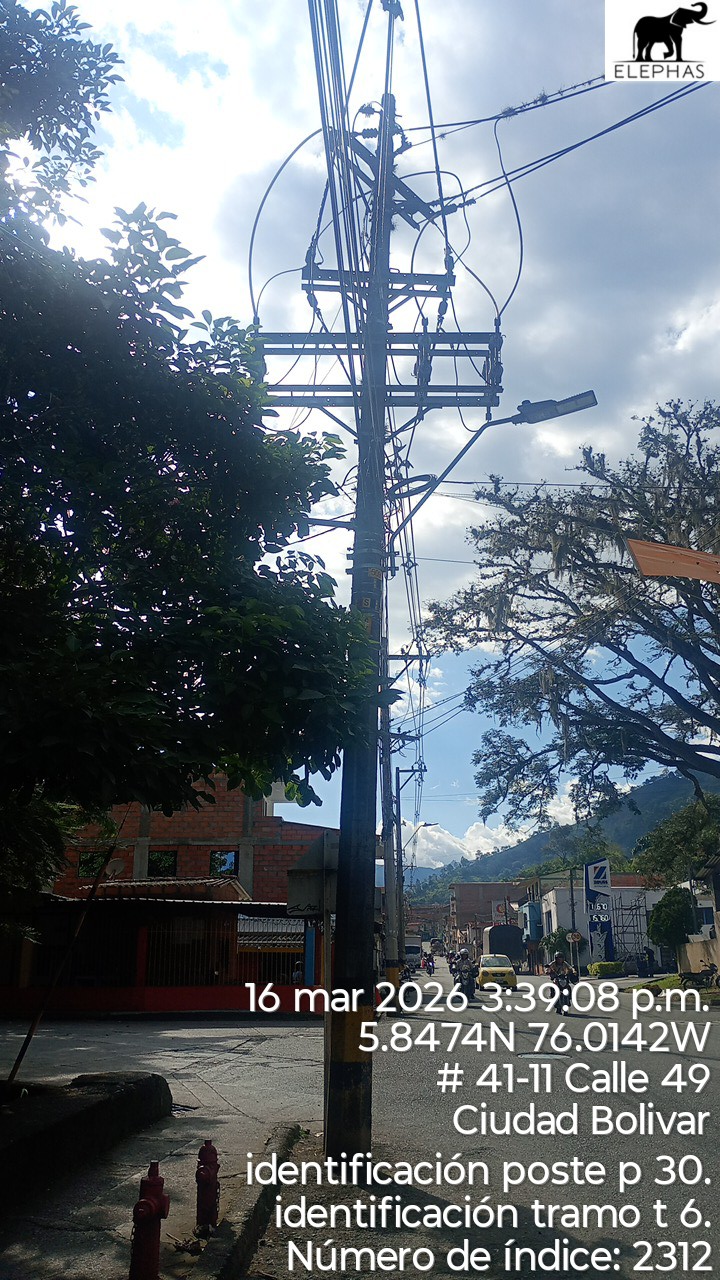 ELEPHAS
16 mar 2026 3:39:08 p.m.
5.8474N 76.0142W
# 41-11 Calle 49
Ciudad Bolivar
identificación poste p 30.
identificación tramo t 6.
Número de índice: 2312